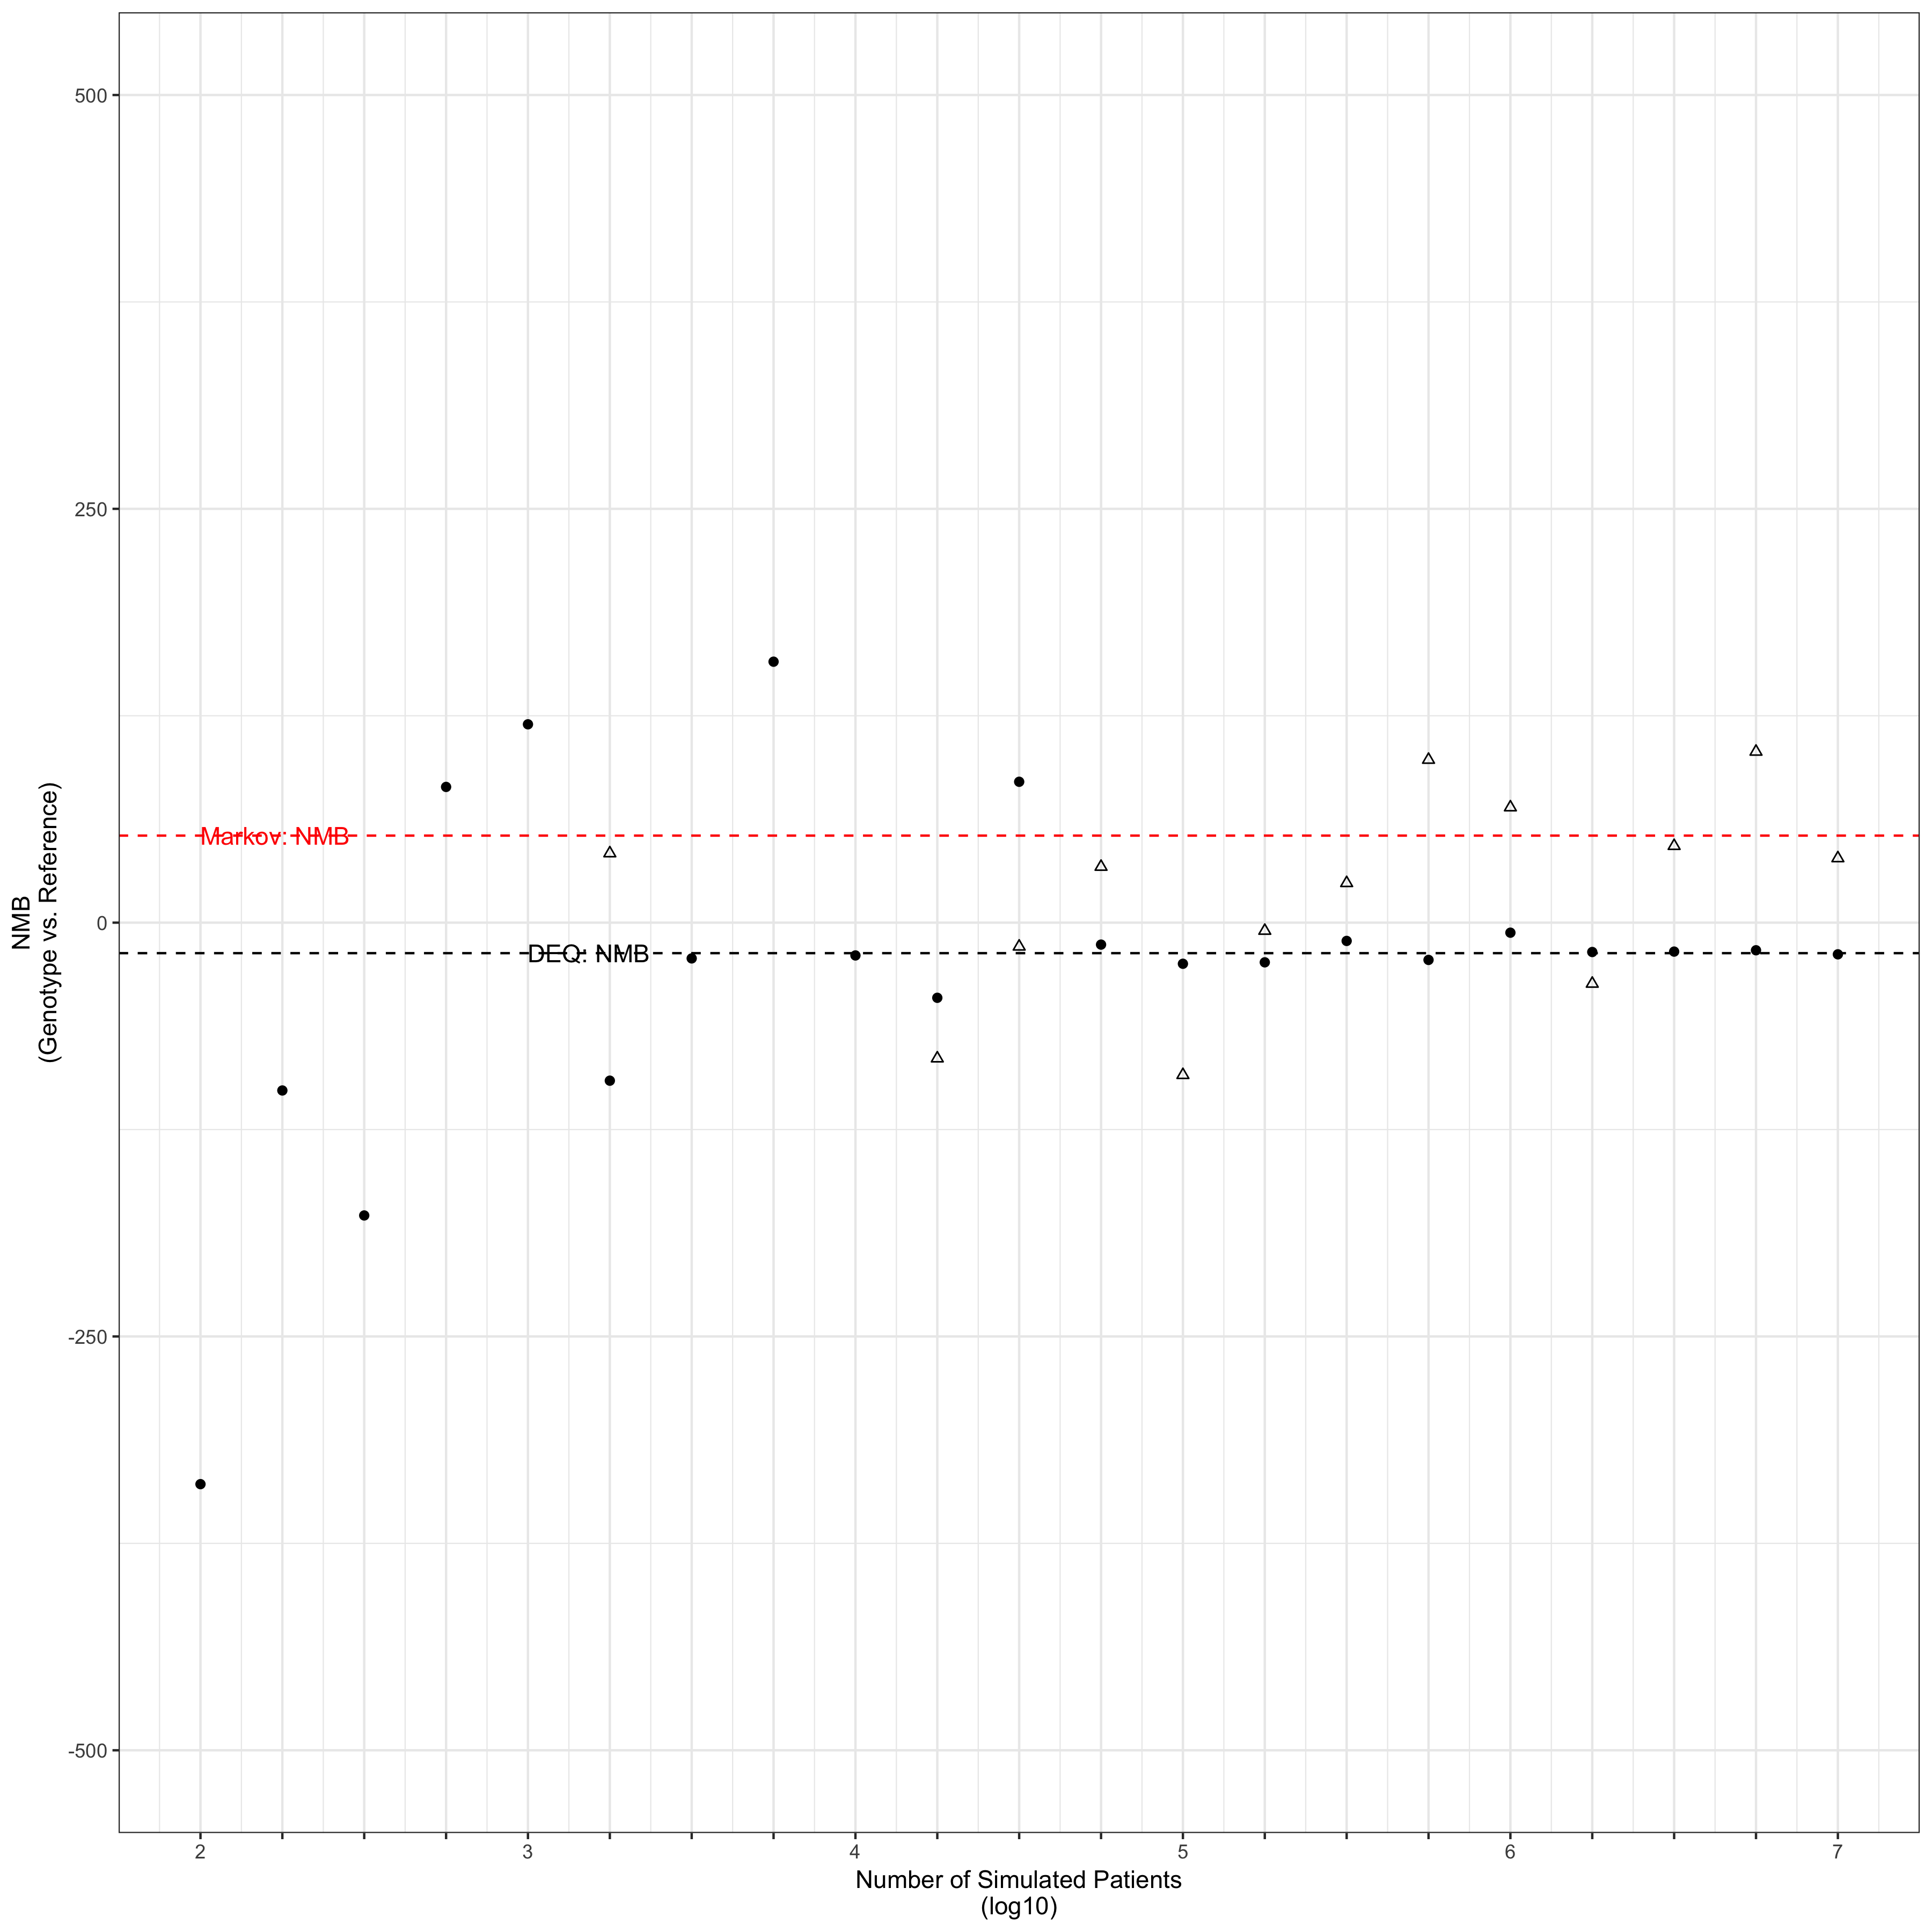 NMB
(Genotype vs. Reference)
500
250
0
-250
-500
Markov: NMB
DEQ: NMB
2 3 4 5 6 7
Number of Simulated Patients
(log10)